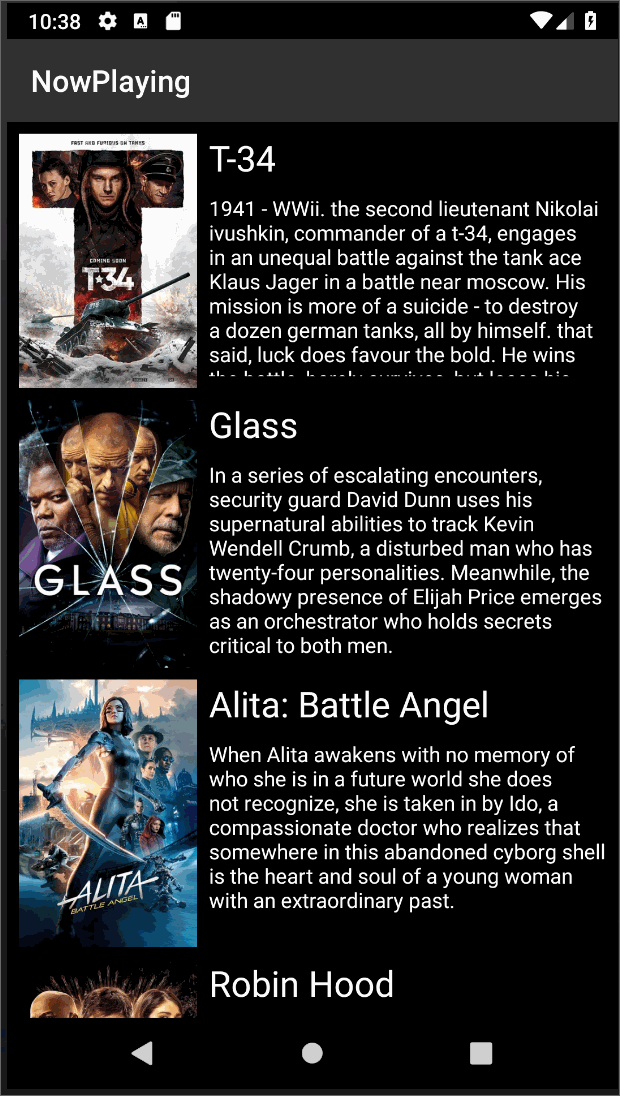 10:38
A
NowPlaying
FAST AND FURIOUS ON TANKS
COMING SOON
T-34
T-34
1941 - WWii. the second lieutenant Nikolai
ivushkin, commander of a t-34, engages
in an unequal battle against the tank ace
Klaus Jager in a battle near moscow. His
mission is more of a suicide - to destroy
a dozen german tanks, all by himself. that
said, luck does favour the bold. He wins
the battle, barely survives, but loses his
GLASS
Glass
In a series of escalating encounters,
security guard David Dunn uses his
supernatural abilities to track Kevin
Wendell Crumb, a disturbed man who has
twenty-four personalities. Meanwhile, the
shadowy presence of Elijah Price emerges
as an orchestrator who holds secrets
critical to both men.
ALITA
BATTLE ANGEL
Alita: Battle Angel
When Alita awakens with no memory of
who she is in a future world she does
not recognize, she is taken in by Ido, a
compassionate doctor who realizes that
somewhere in this abandoned cyborg shell
is the heart and soul of a young woman
with an extraordinary past.
Robin Hood